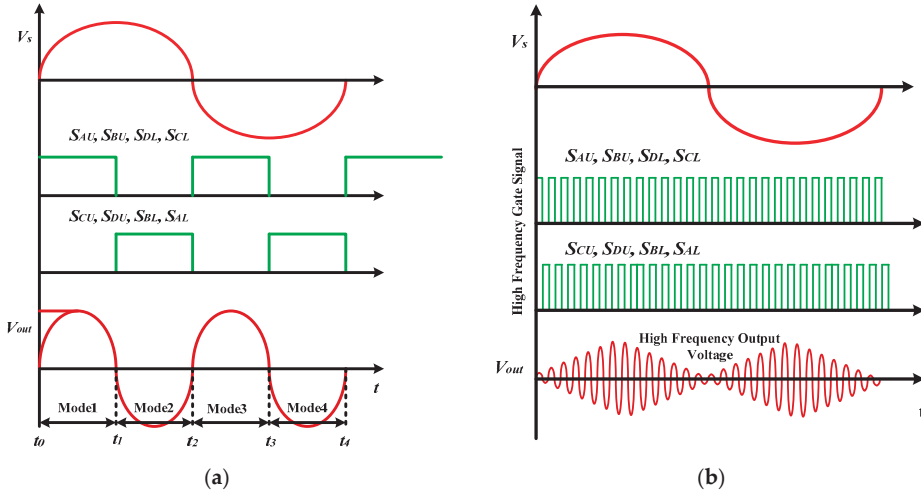 Vs
SAU, SBU, SDL, SCL
SCU, SDU, SBL, SAL
Vout
t
Mode1 Mode2 Mode3 Mode4
t0 t1 t2 t3 t4
(a)
Vs
High Frequency Gate Signal
SAU, SBU, SDL, SCL
SCU, SDU, SBL, SAL
High Frequency Output
Voltage
Vout
t
(b)